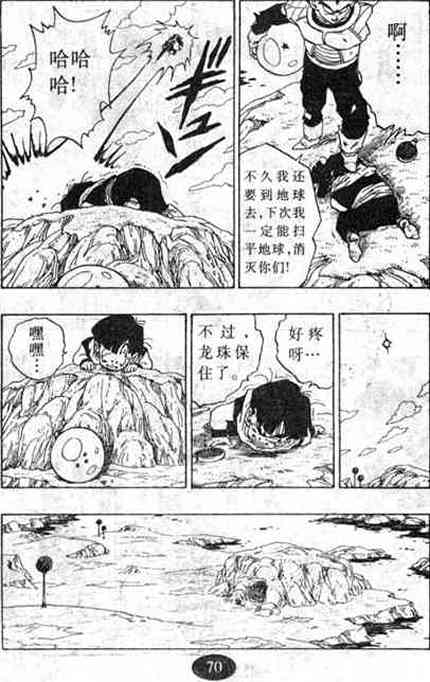 啊
……
不久我还
要到地球
去，下次我
一定能扫
平地球，消
灭你们！
哈哈
哈！
ギュ
好疼
呀…
不过，
龙珠保
住了。
嘿
嘿
…
70